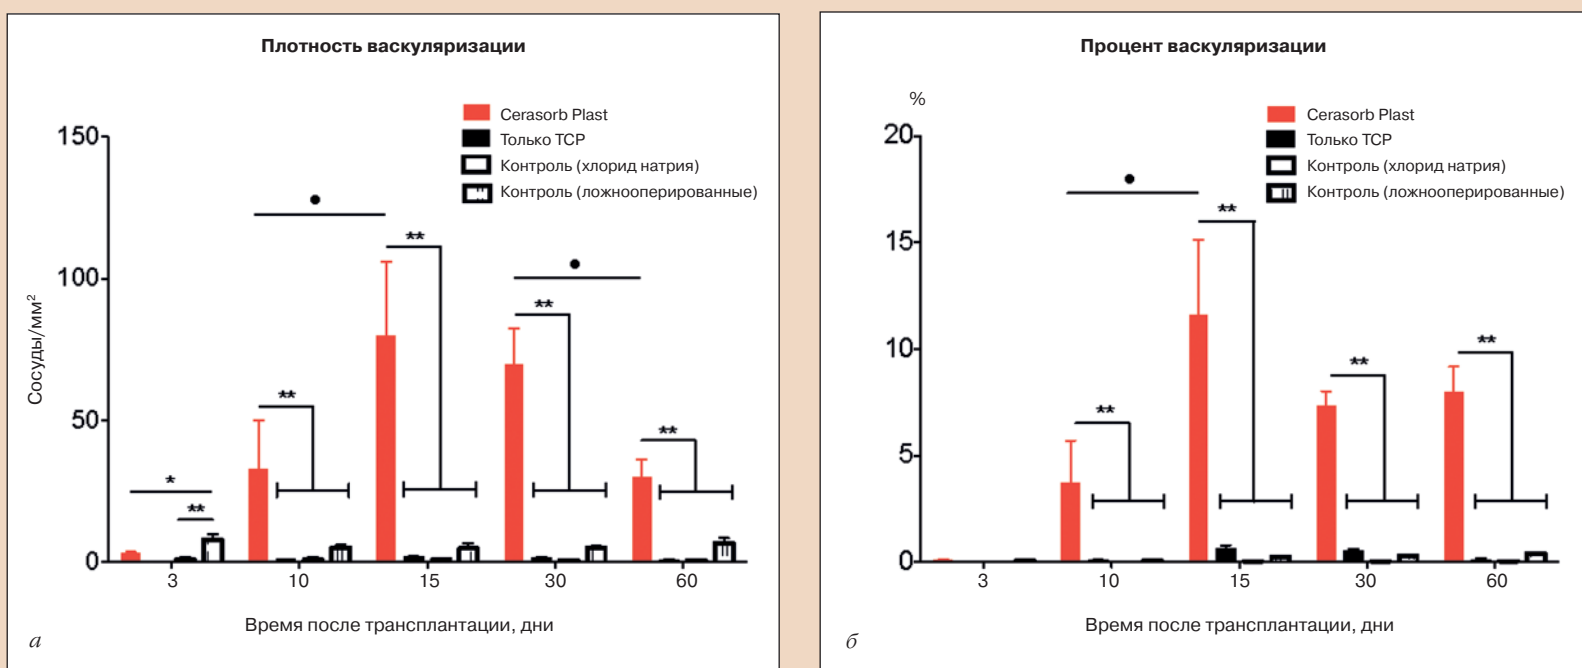 Плотность васкуляризации
Cerasorb Plast
Только TCP
Контроль (хлорид натрия)
Контроль (ложнооперированные)
150
100
50
0
Сосуды/мм²
●
**
●
**
**
**
*
**
3 10 15 30 60
Время после трансплантации, дни
а
Процент васкуляризации
%
Cerasorb Plast
Только TCP
Контроль (хлорид натрия)
Контроль (ложнооперированные)
20
15
10
5
0
●
**
**
**
**
3 10 15 30 60
Время после трансплантации, дни
б